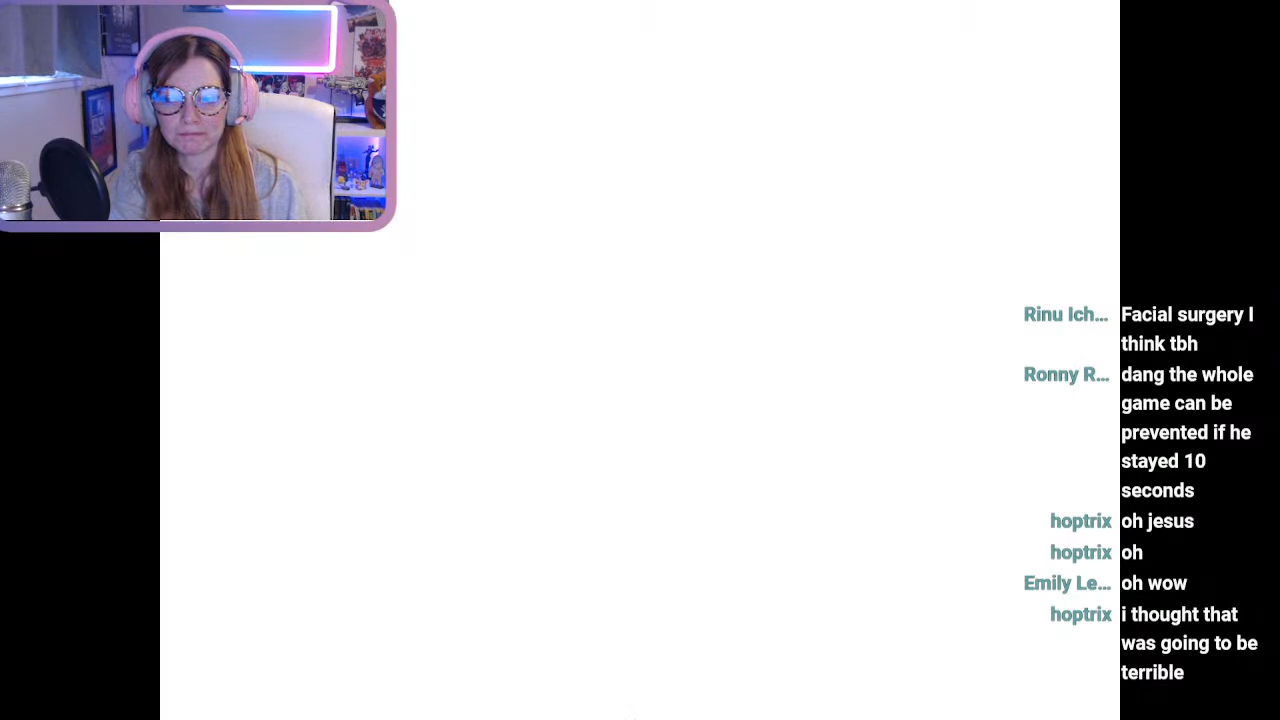 Rinu Ich... Facial surgery I
think tbh
Ronny R... dang the whole
game can be
prevented if he
stayed 10
seconds
hoptrix oh jesus
hoptrix oh
Emily Le... oh wow
hoptrix i thought that
was going to be
terrible